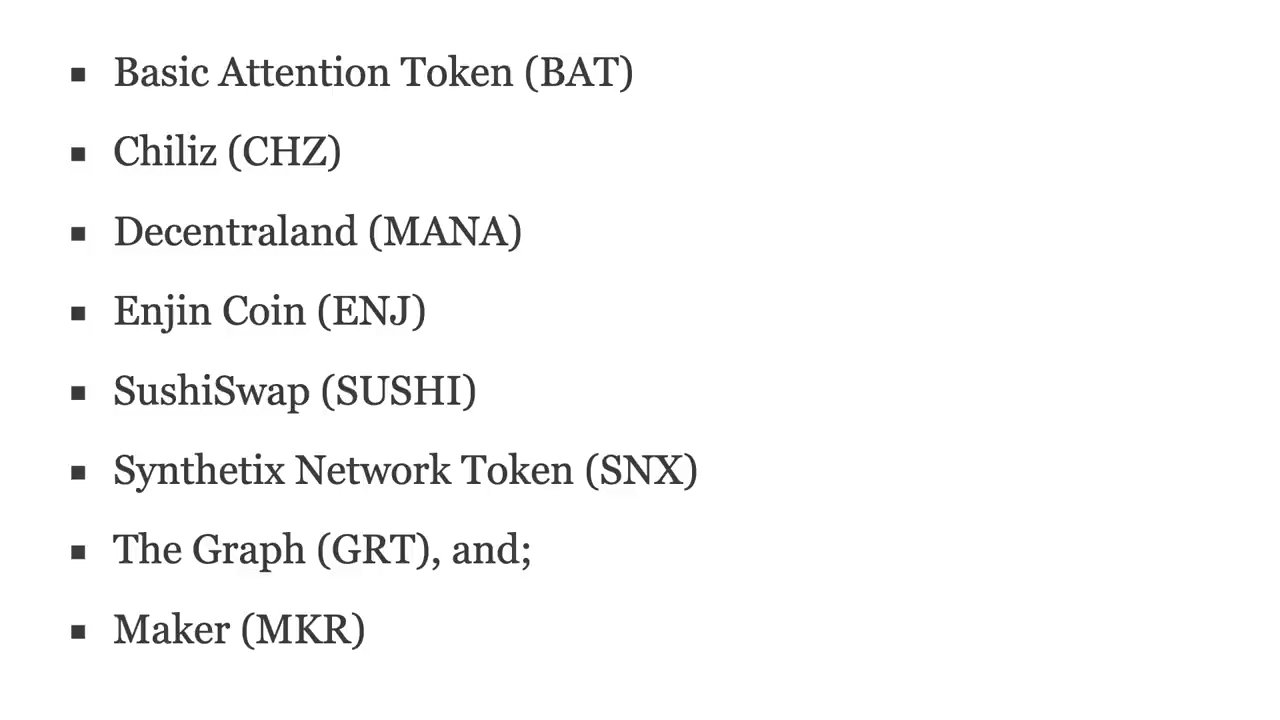 ▪ Basic Attention Token (BAT)
▪ Chiliz (CHZ)
▪ Decentraland (MANA)
▪ Enjin Coin (ENJ)
▪ SushiSwap (SUSHI)
▪ Synthetix Network Token (SNX)
▪ The Graph (GRT), and;
▪ Maker (MKR)